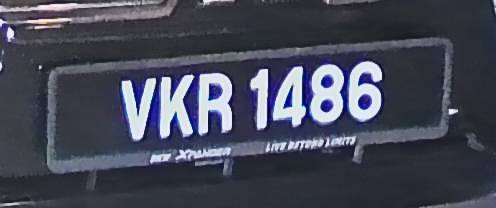 VKR 1486
NEW XPANDER LIVE BEYOND LIMITS